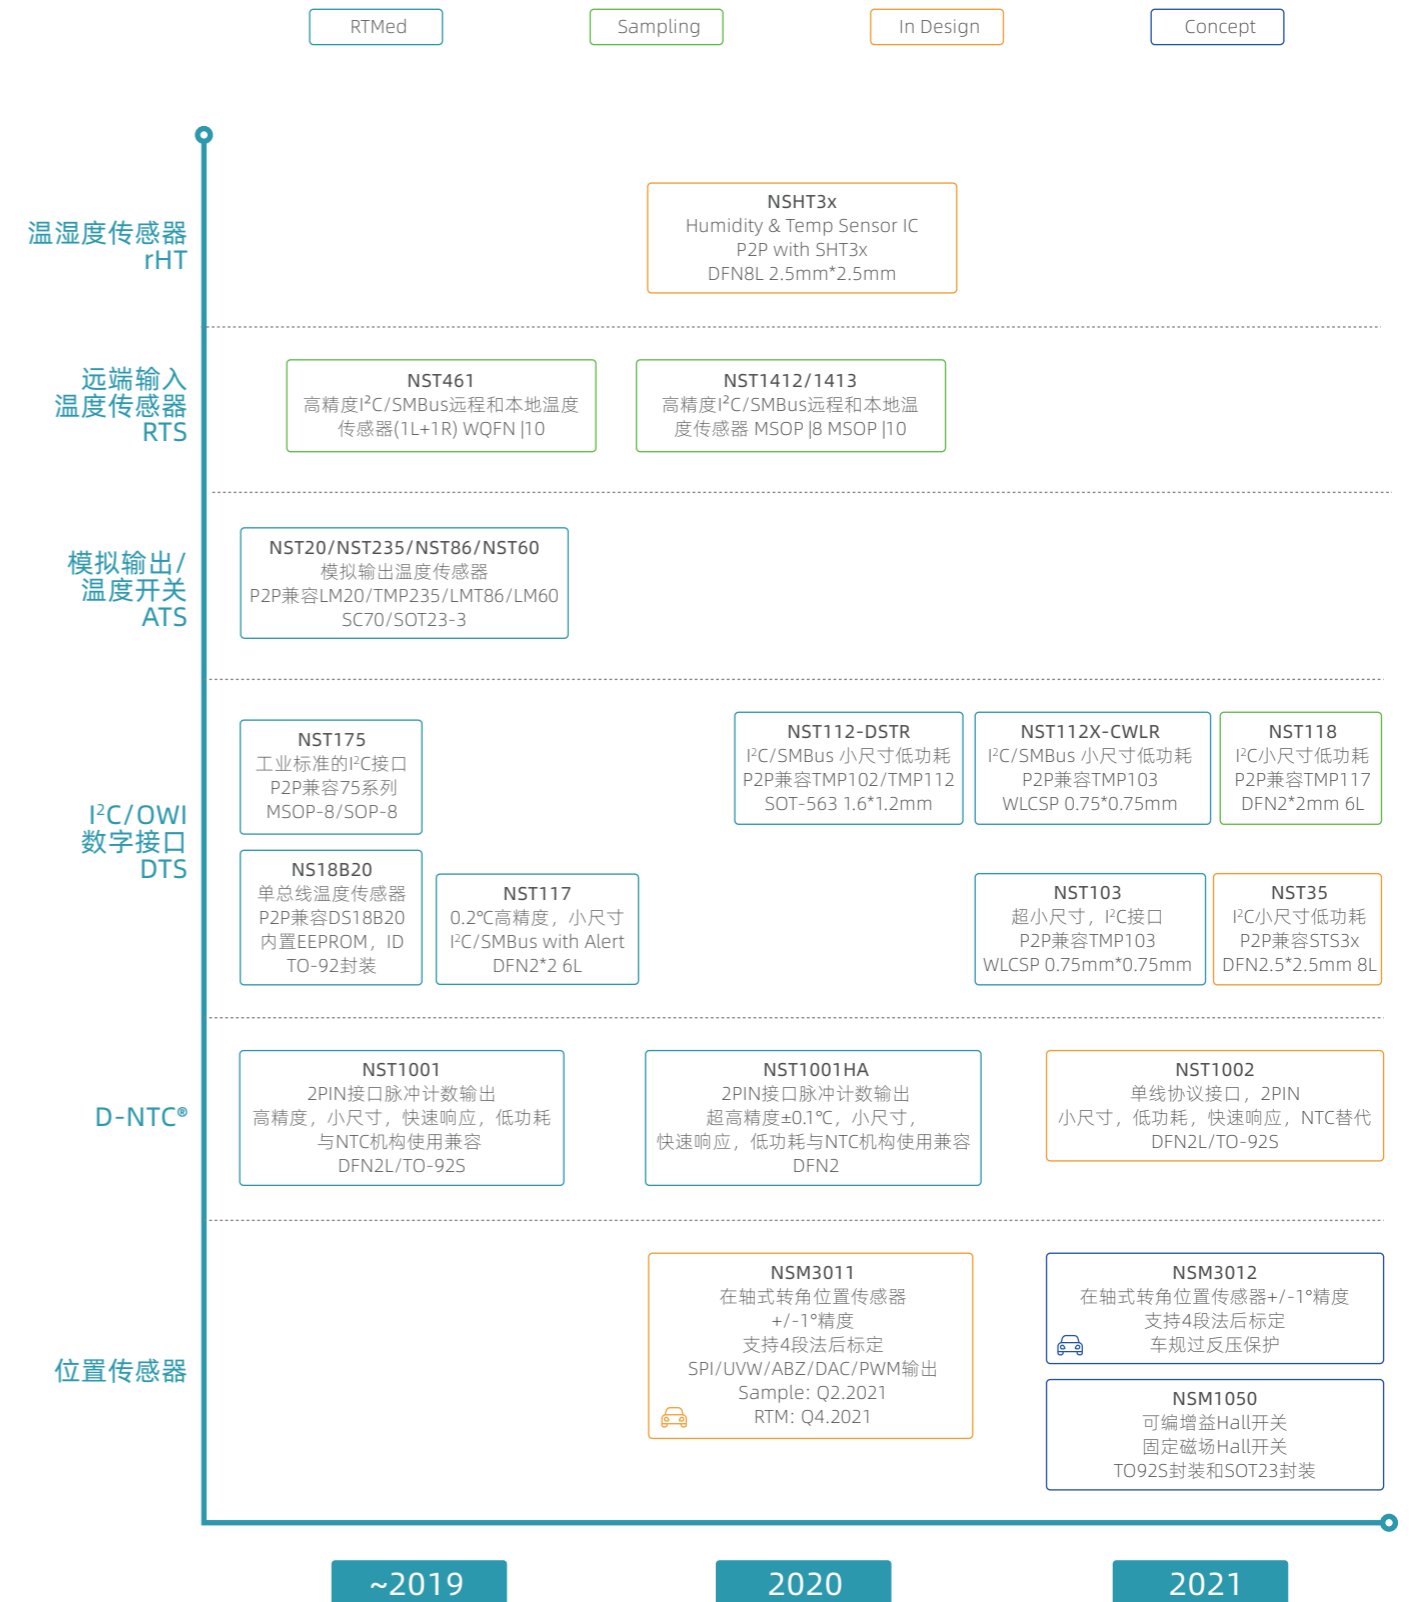 RTMed
Sampling
In Design
Concept
温湿度传感器
rHT
NSHT3x
Humidity & Temp Sensor IC
P2P with SHT3x
DFN8L 2.5mm*2.5mm
远端输入
温度传感器
RTS
NST461
高精度I²C/SMBus远程和本地温度
传感器(1L+1R) WQFN |10
NST1412/1413
高精度I²C/SMBus远程和本地温
度传感器 MSOP |8 MSOP |10
模拟输出/
温度开关
ATS
NST20/NST235/NST86/NST60
模拟输出温度传感器
P2P兼容LM20/TMP235/LMT86/LM60
SC70/SOT23-3
I²C/OWI
数字接口
DTS
NST175
工业标准的I²C接口
P2P兼容75系列
MSOP-8/SOP-8
NST112-DSTR
I²C/SMBus 小尺寸低功耗
P2P兼容TMP102/TMP112
SOT-563 1.6*1.2mm
NST112X-CWLR
I²C/SMBus 小尺寸低功耗
P2P兼容TMP103
WLCSP 0.75*0.75mm
NST118
I²C小尺寸低功耗
P2P兼容TMP117
DFN2*2mm 6L
NS18B20
单总线温度传感器
P2P兼容DS18B20
内置EEPROM，ID
TO-92封装
NST117
0.2℃高精度，小尺寸
I²C/SMBus with Alert
DFN2*2 6L
NST103
超小尺寸，I²C接口
P2P兼容TMP103
WLCSP 0.75mm*0.75mm
NST35
I²C小尺寸低功耗
P2P兼容STS3x
DFN2.5*2.5mm 8L
D-NTC®
NST1001
2PIN接口脉冲计数输出
高精度，小尺寸，快速响应，低功耗
与NTC机构使用兼容
DFN2L/TO-92S
NST1001HA
2PIN接口脉冲计数输出
超高精度±0.1℃，小尺寸，
快速响应，低功耗与NTC机构使用兼容
DFN2
NST1002
单线协议接口，2PIN
小尺寸，低功耗，快速响应，NTC替代
DFN2L/TO-92S
位置传感器
NSM3011
在轴式转角位置传感器
+/-1°精度
支持4段法后标定
SPI/UVW/ABZ/DAC/PWM输出
Sample: Q2.2021
RTM: Q4.2021
NSM3012
在轴式转角位置传感器+/-1°精度
支持4段法后标定
车规过反压保护
NSM1050
可编增益Hall开关
固定磁场Hall开关
TO92S封装和SOT23封装
~2019
2020
2021